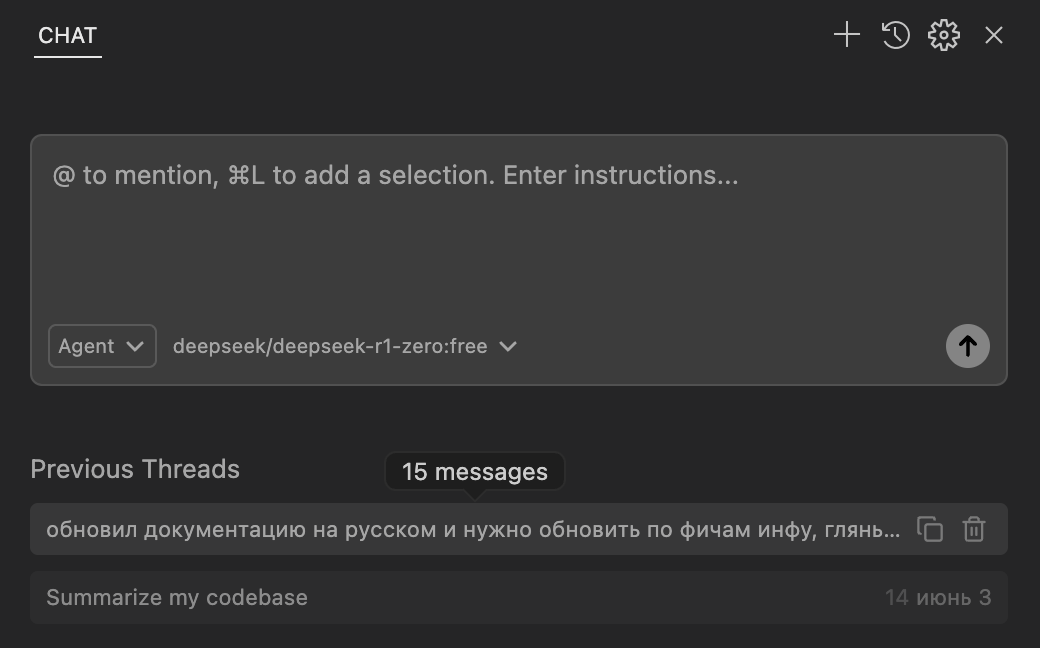 CHAT
@ to mention, ⌘L to add a selection. Enter instructions...
Agent deepseek/deepseek-r1-zero:free
Previous Threads
15 messages
обновил документацию на русском и нужно обновить по фичам инфу, глянь...
Summarize my codebase 14 июнь 3